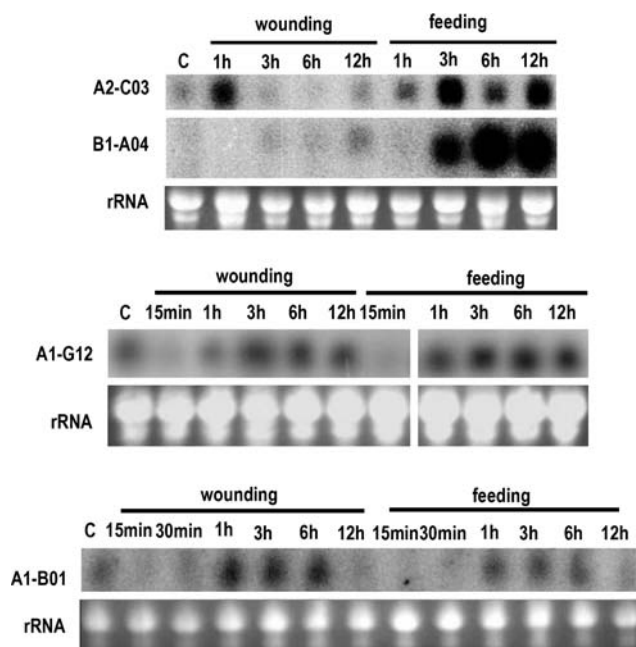 wounding feeding
C 1h 3h 6h 12h 1h 3h 6h 12h
A2-C03
B1-A04
rRNA
wounding feeding
C 15min 1h 3h 6h 12h 15min 1h 3h 6h 12h
A1-G12
rRNA
wounding feeding
C 15min 30min 1h 3h 6h 12h 15min 30min 1h 3h 6h 12h
A1-B01
rRNA